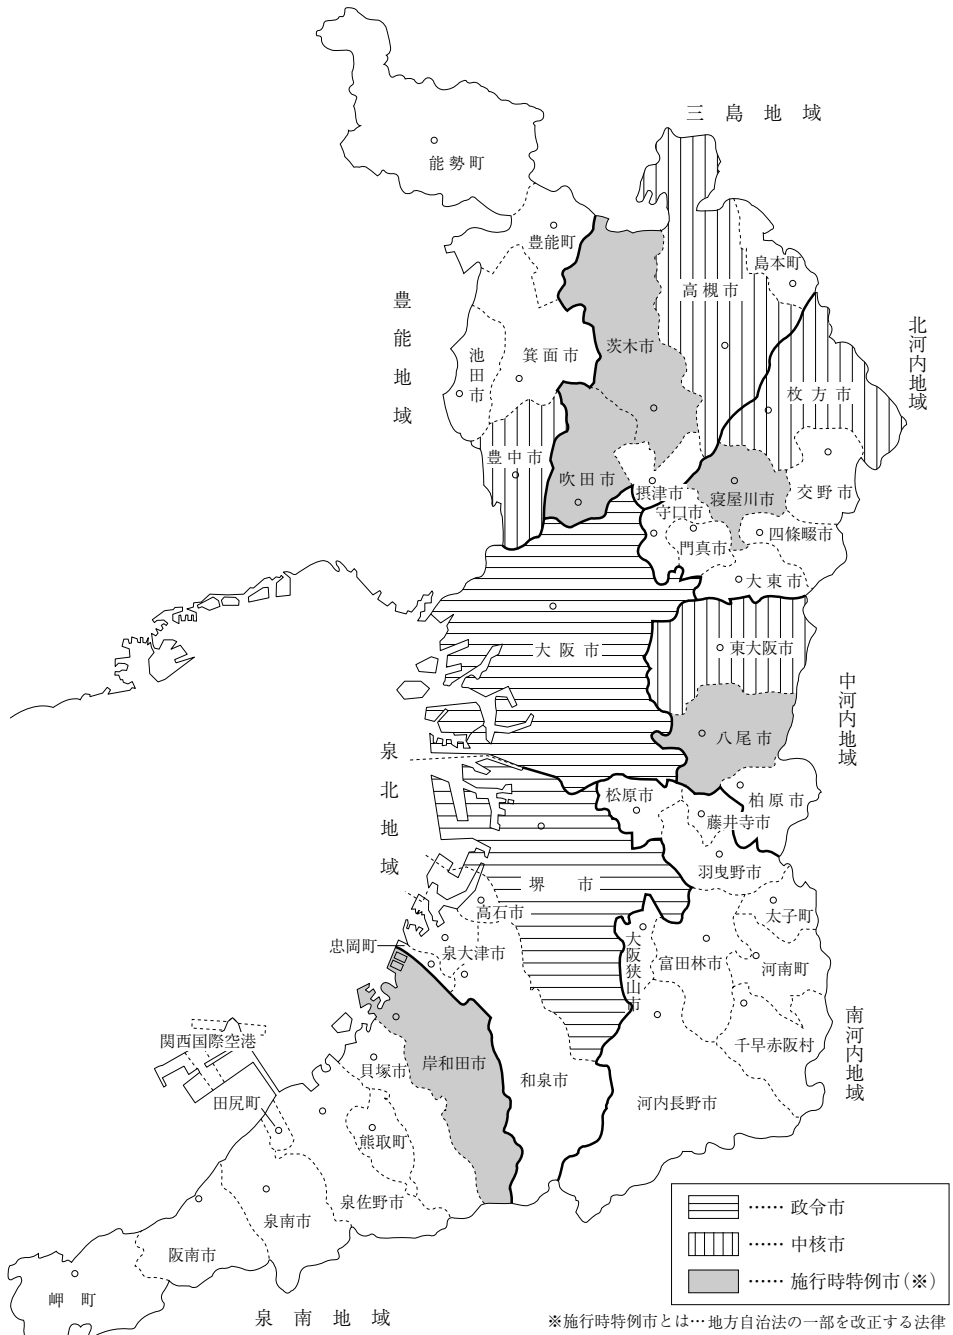 三島地域
能勢町
豊能町
島本町
高槻市
豊能地域
北河内地域
茨木市
池田市
箕面市
枚方市
豊中市
吹田市
摂津市
寝屋川市
交野市
守口市
四條畷市
門真市
大東市
大阪市
東大阪市
中河内地域
八尾市
泉北地域
松原市
柏原市
藤井寺市
羽曳野市
堺市
高石市
太子町
忠岡町
泉大津市
大阪狭山市
富田林市
河南町
南河内地域
関西国際空港
千早赤阪村
岸和田市
貝塚市
和泉市
田尻町
河内長野市
熊取町
泉佐野市
泉南市
阪南市
岬町
泉南地域
……政令市
……中核市
……施行時特例市(※)
※施行時特例市とは…地方自治法の一部を改正する法律